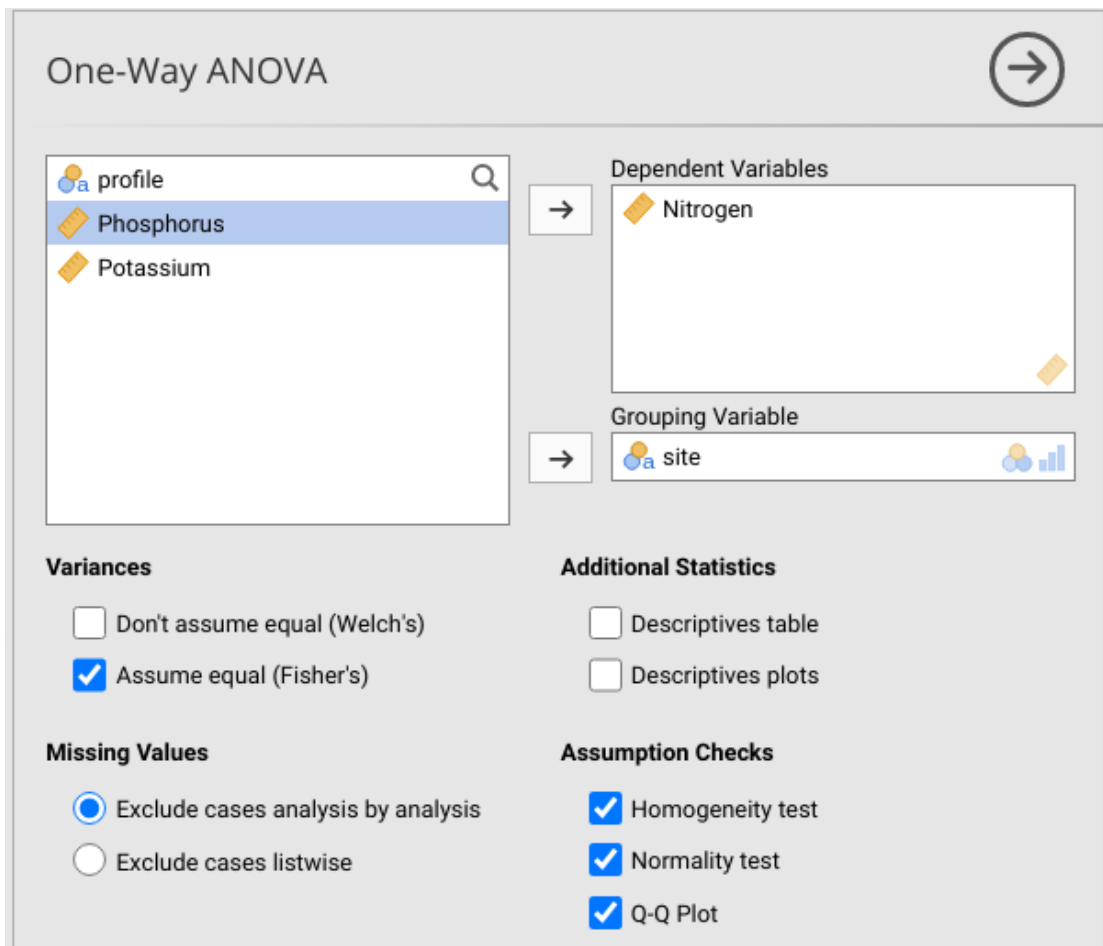 One-Way ANOVA
profile
Phosphorus
Potassium
Dependent Variables
Nitrogen
Grouping Variable
site
Variances
Don't assume equal (Welch's)
Assume equal (Fisher's)
Additional Statistics
Descriptives table
Descriptives plots
Missing Values
Exclude cases analysis by analysis
Exclude cases listwise
Assumption Checks
Homogeneity test
Normality test
Q-Q Plot